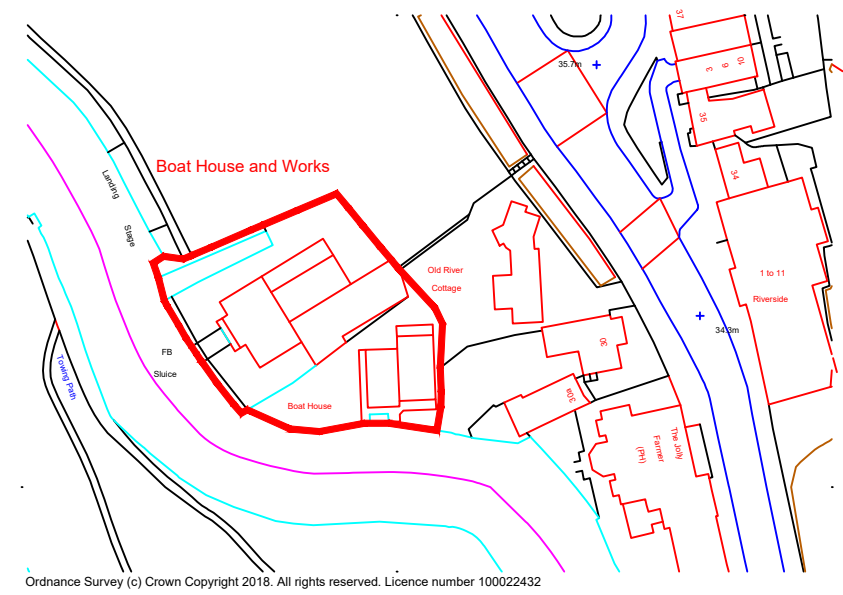 37
35.7m
10
6
3
35
Boat House and Works
34
Landing
Stage
Old River
Cottage
1 to 11
Riverside
34.3m
30
FB
Sluice
Towing Path
Boat House
30a
The Jolly
Farmer
(PH)
Ordnance Survey (c) Crown Copyright 2018. All rights reserved. Licence number 100022432